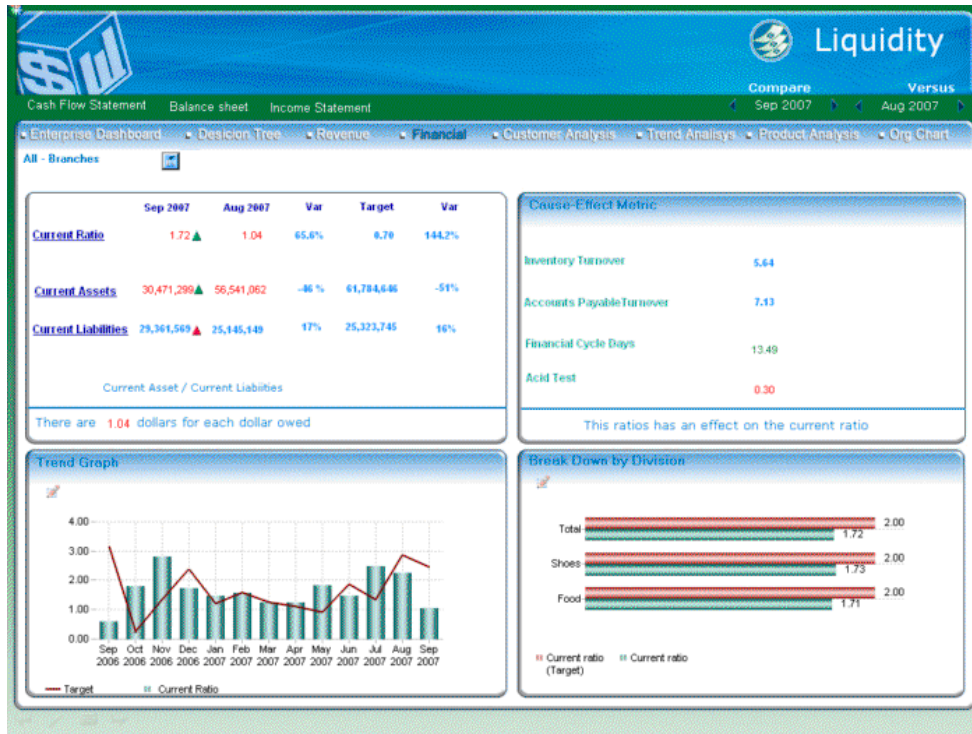 Liquidity
Compare Versus
Cash Flow Statement Balance sheet Income Statement Sep 2007 Aug 2007
Enterprise Dashboard Desicion Tree Revenue Financial Customer Analysis Trend Analisys Product Analysis Org Chart
All - Branches
Sep 2007 Aug 2007 Var Target Var
Current Ratio 1.72 1.04 65.6% 0.70 144.2%
Current Assets 30,471,299 56,541,062 -46 % 61,784,646 -51%
Current Liabilities 29,361,569 25,145,149 17% 25,323,745 16%
Current Asset / Current Liabiities
There are 1.04 dollars for each dollar owed
Cause-Effect Metric
Inventory Turnover 5.64
Accounts PayableTurnover 7.13
Financial Cycle Days 13.49
Acid Test 0.30
This ratios has an effect on the current ratio
Trend Graph
4.00
3.00
2.00
1.00
0.00
Sep Oct Nov Dec Jan Feb Mar Apr May Jun Jul Aug Sep
2006 2006 2006 2006 2007 2007 2007 2007 2007 2007 2007 2007 2007
Target Current Ratio
Break Down by Division
Total 2.00
1.72
Shoes 2.00
1.73
Food 2.00
1.71
Current ratio Current ratio
(Target)